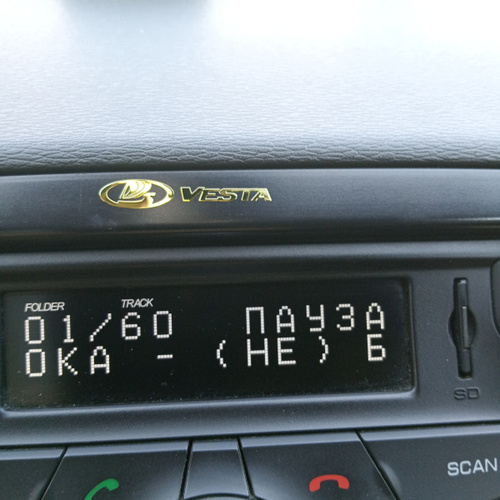 VESTA
FOLDER TRACK
01/60 ПАУЗА
ОКА - (НЕ) Б
SD
SCAN